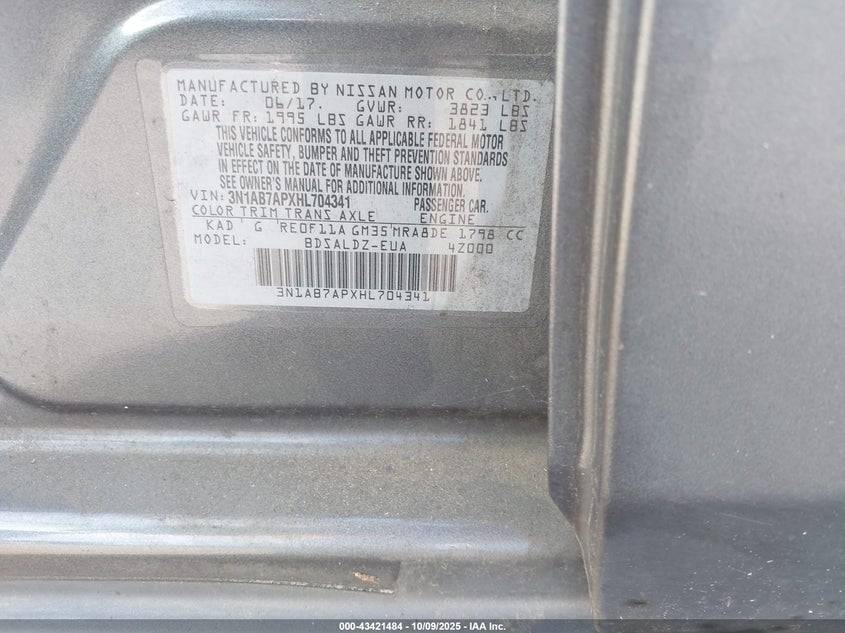 MANUFACTURED BY NISSAN MOTOR CO.,LTD.
DATE: 06/17. GVWR: 3823 LBS
GAWR FR: 1995 LBS GAWR RR: 1841 LBS
THIS VEHICLE CONFORMS TO ALL APPLICABLE FEDERAL MOTOR
VEHICLE SAFETY, BUMPER AND THEFT PREVENTION STANDARDS
IN EFFECT ON THE DATE OF MANUFACTURE SHOWN ABOVE.
SEE OWNER'S MANUAL FOR ADDITIONAL INFORMATION.
VIN: 3N1AB7APXHL704341 PASSENGER CAR.
COLOR TRIM TRANS AXLE ENGINE
KAD G RE0F11A GM35 MRA8DE 1798 CC
MODEL: BDSALDZ-EUA 4Z000
3N1AB7APXHL704341
000-43421484 | 10/09/2025 - IAA Inc.